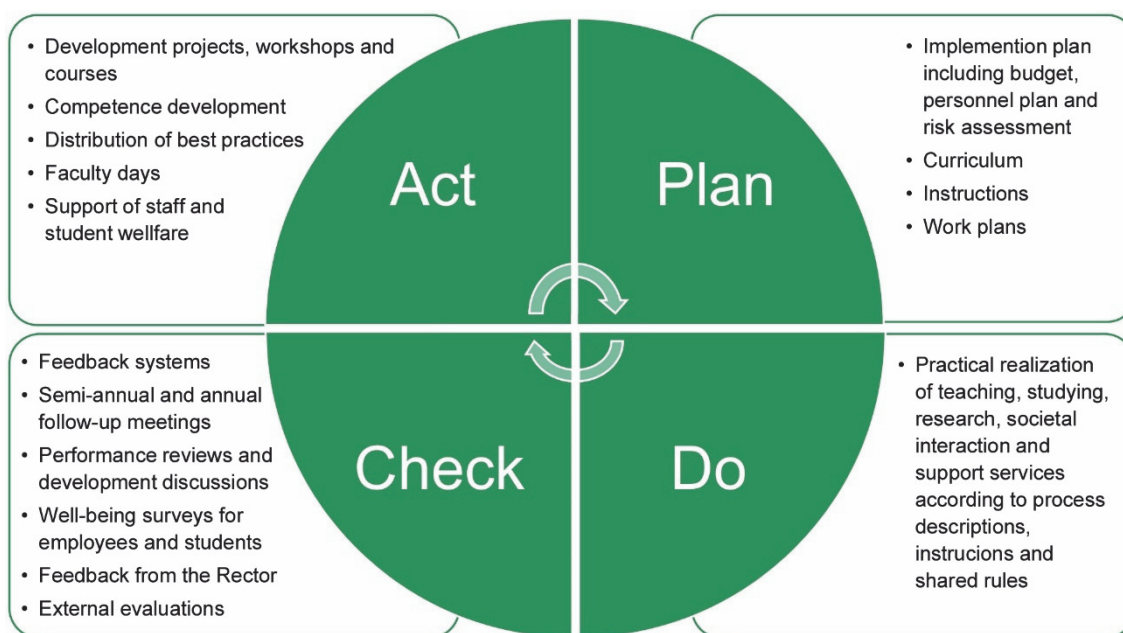 • Development projects, workshops and
courses
• Competence development
• Distribution of best practices
• Faculty days
• Support of staff and
student wellfare
Act
Plan
• Implemention plan
including budget,
personnel plan and
risk assessment
• Curriculum
• Instructions
• Work plans
• Feedback systems
• Semi-annual and annual
follow-up meetings
• Performance reviews and
development discussions
• Well-being surveys for
employees and students
• Feedback from the Rector
• External evaluations
Check
Do
• Practical realization
of teaching, studying,
research, societal
interaction and
support services
according to process
descriptions,
instrucions and
shared rules